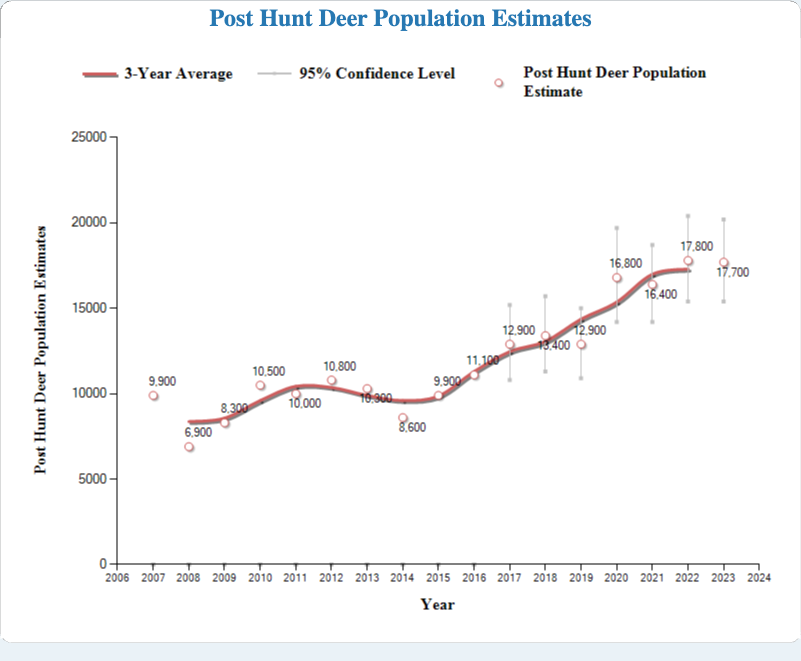 Post Hunt Deer Population Estimates
3-Year Average
95% Confidence Level
Post Hunt Deer Population
Estimate
Post Hunt Deer Population Estimates
25000
20000
15000
10000
5000
0
9,900
6,900
8,300
10,500
10,000
10,800
10,300
8,600
9,900
11,100
12,900
13,400
12,900
16,800
16,400
17,800
17,700
2006 2007 2008 2009 2010 2011 2012 2013 2014 2015 2016 2017 2018 2019 2020 2021 2022 2023 2024
Year